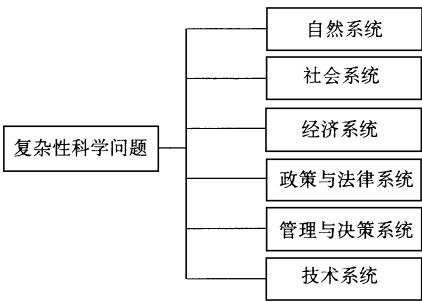 复杂性科学问题
自然系统
社会系统
经济系统
政策与法律系统
管理与决策系统
技术系统